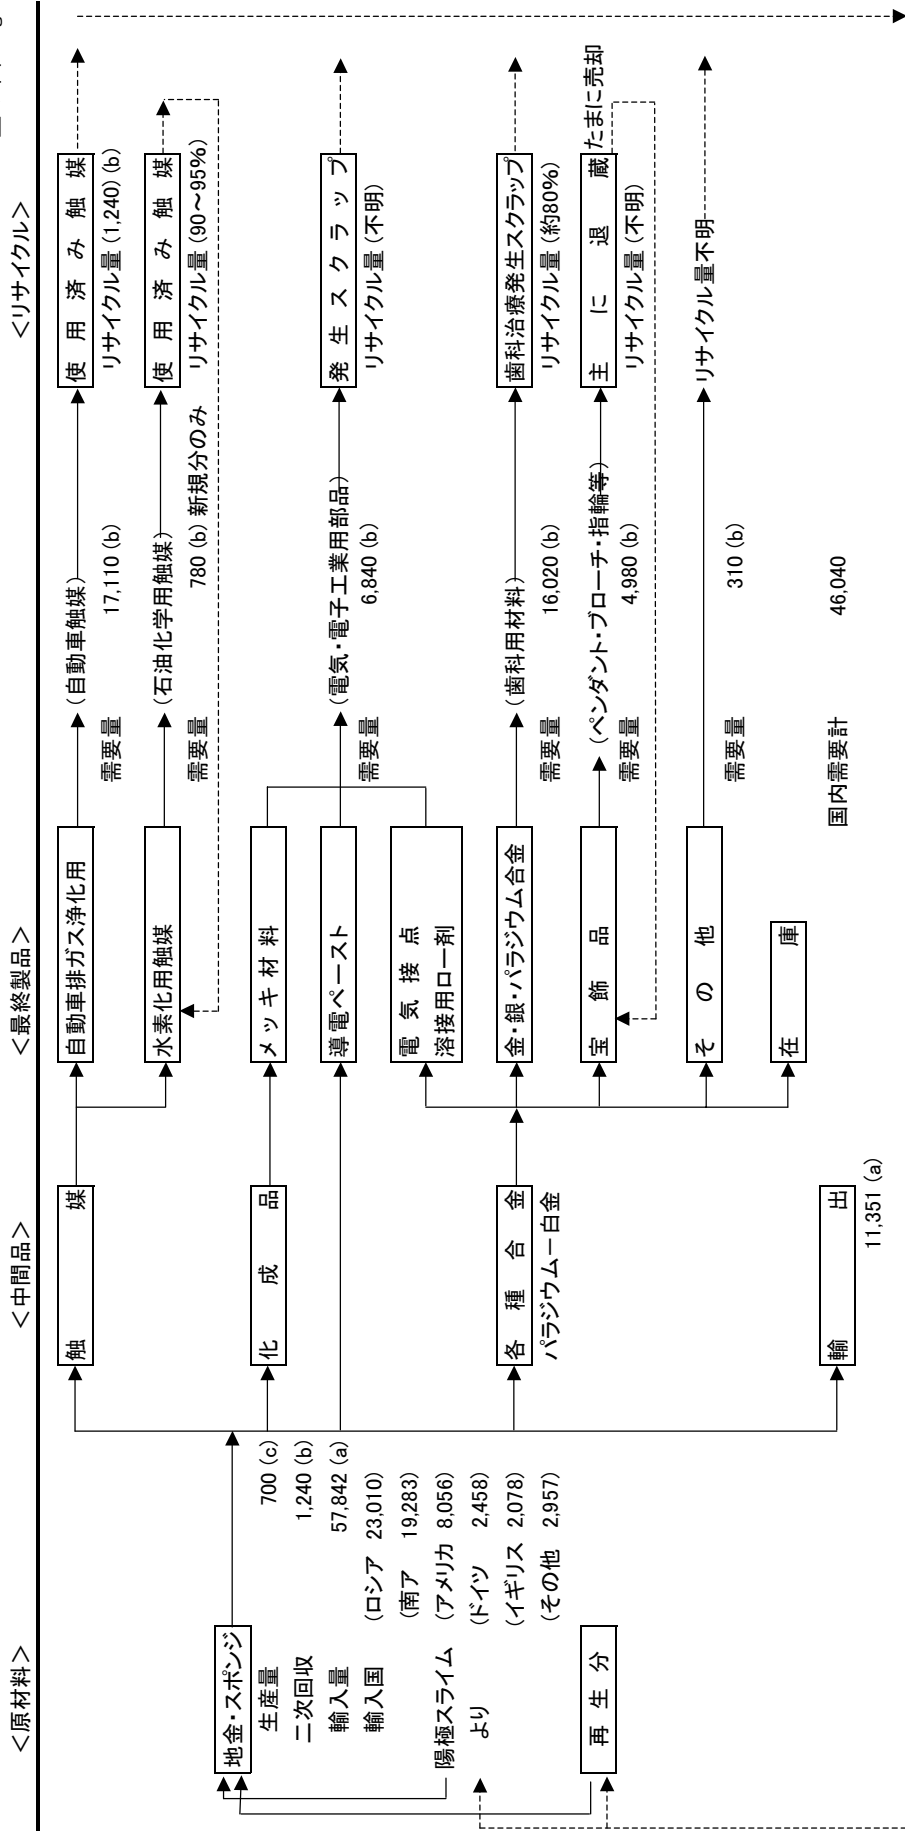 ＜原材料＞
＜中間品＞
＜最終製品＞
＜リサイクル＞
地金・スポンジ
生産量 700 (c)
二次回収 1,240 (b)
輸入量 57,842 (a)
輸入国 (ロシア 23,010)
(南ア 19,283)
(アメリカ 8,056)
(ドイツ 2,458)
(イギリス 2,078)
(その他 2,957)
陽極スライム
より
再生分
触媒
化成品
各種合金
パラジウムー白金
輸出
11,351 (a)
自動車排ガス浄化用
水素化用触媒
メッキ材料
導電ペースト
電気接点
溶接用ロー剤
金・銀・パラジウム合金
宝飾品
その他
在庫
(自動車触媒)
需要量 17,110 (b)
(石油化学用触媒)
需要量 780 (b) 新規分のみ
(電気・電子工業用部品)
需要量 6,840 (b)
(歯科用材料)
需要量 16,020 (b)
(ペンダント・ブローチ・指輪等)
需要量 4,980 (b)
需要量 310 (b)
国内需要計 46,040
使用済み触媒
リサイクル量 (1,240) (b)
使用済み触媒
リサイクル量 (90～95%)
発生スクラップ
リサイクル量 (不明)
歯科治療発生スクラップ
リサイクル量 (約80%)
主に退蔵 たまに売却
リサイクル量 (不明)
リサイクル量不明